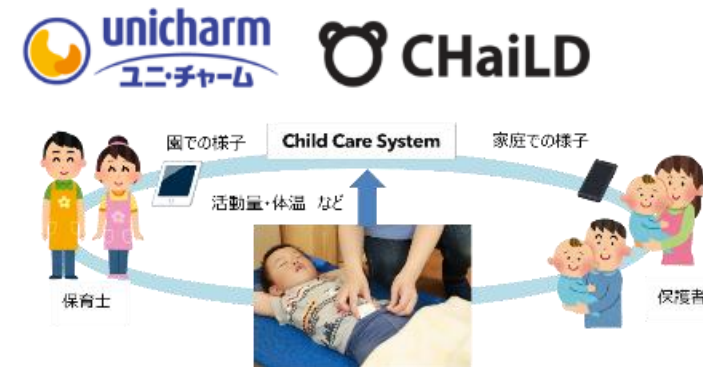 unicharm
ユニ・チャーム
CHaiLD
園での様子
Child Care System
家庭での様子
活動量・体温 など
保育士
保護者